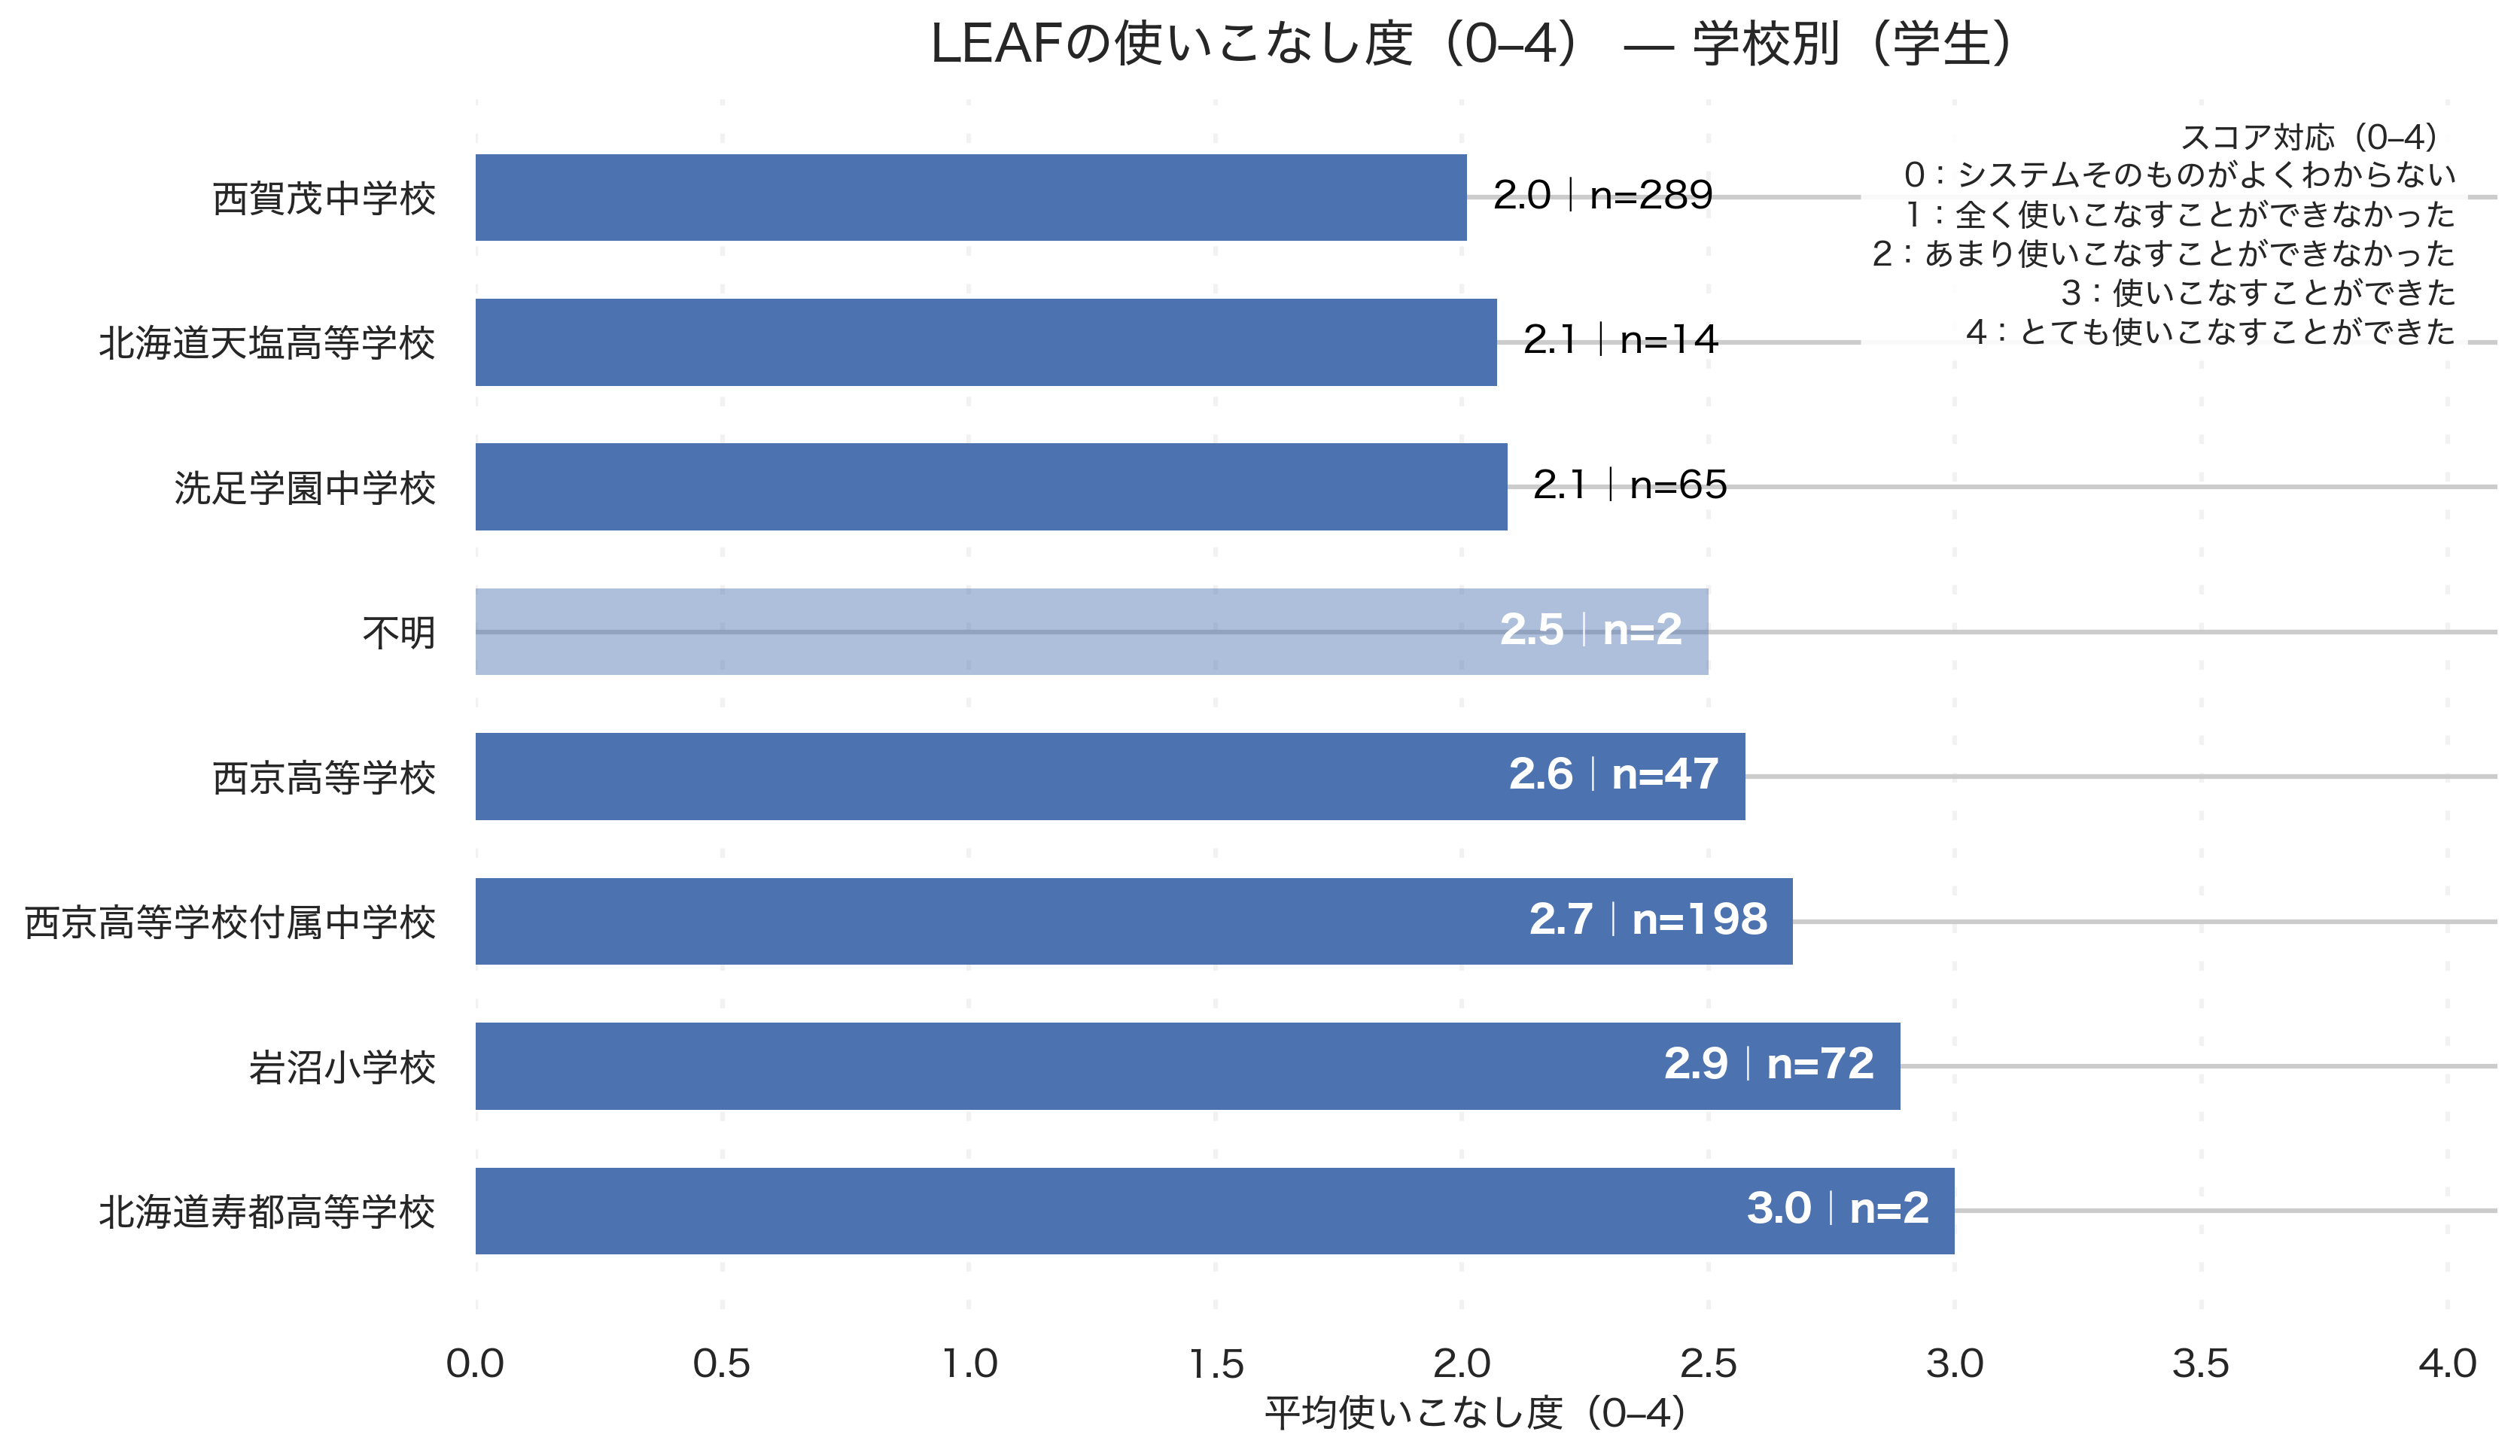 LEAFの使いこなし度（0–4） — 学校別（学生）
スコア対応（0–4）
0：システムそのものがよくわからない
1：全く使いこなすことができなかった
2：あまり使いこなすことができなかった
3：使いこなすことができた
4：とても使いこなすことができた
西賀茂中学校 2.0｜n=289
北海道天塩高等学校 2.1｜n=14
洗足学園中学校 2.1｜n=65
不明 2.5｜n=2
西京高等学校 2.6｜n=47
西京高等学校付属中学校 2.7｜n=198
岩沼小学校 2.9｜n=72
北海道寿都高等学校 3.0｜n=2
0.0 0.5 1.0 1.5 2.0 2.5 3.0 3.5 4.0
平均使いこなし度（0–4）